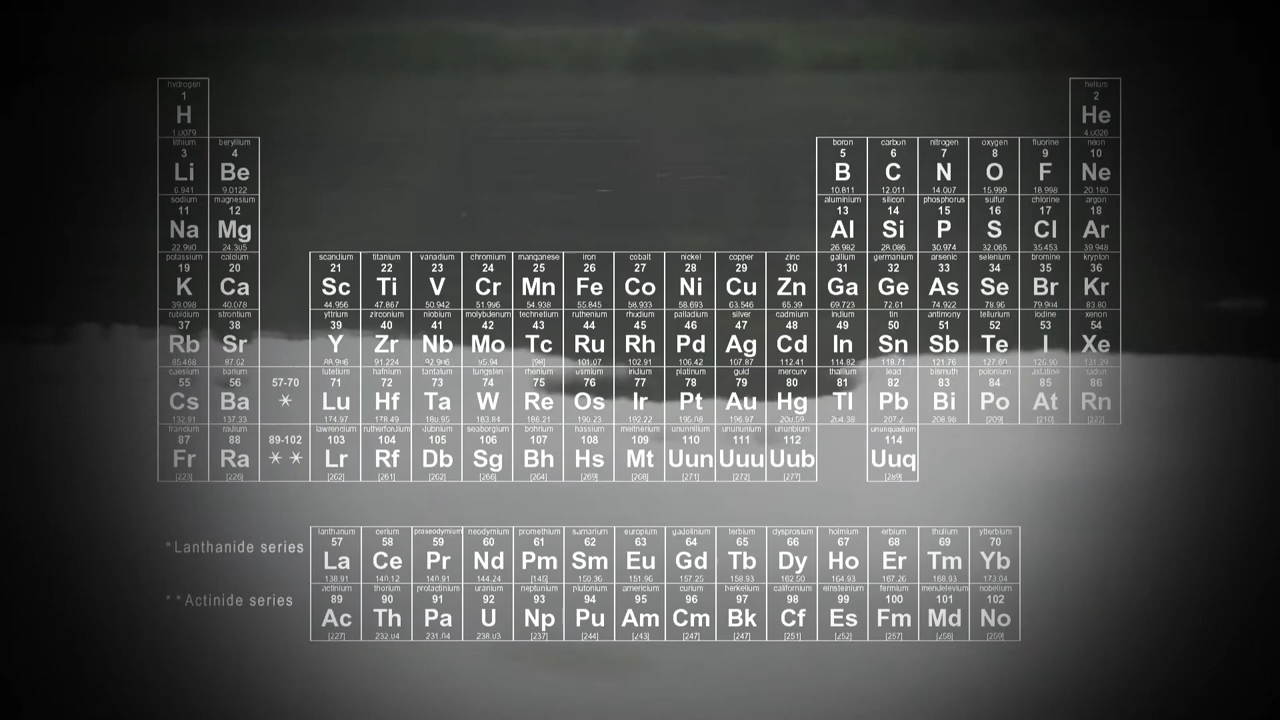 hydrogen helium
1 2
H He
1.0079 4.0026
lithium beryllium boron carbon nitrogen oxygen fluorine neon
3 4 5 6 7 8 9 10
Li Be B C N O F Ne
6.941 9.0122 10.811 12.011 14.007 15.999 18.998 20.180
sodium magnesium aluminium silicon phosphorus sulfur chlorine argon
11 12 13 14 15 16 17 18
Na Mg Al Si P S Cl Ar
22.990 24.305 26.982 28.086 30.974 32.065 35.453 39.948
potassium calcium scandium titanium vanadium chromium manganese iron cobalt nickel copper zinc gallium germanium arsenic selenium bromine krypton
19 20 21 22 23 24 25 26 27 28 29 30 31 32 33 34 35 36
K Ca Sc Ti V Cr Mn Fe Co Ni Cu Zn Ga Ge As Se Br Kr
39.098 40.078 44.956 47.867 50.942 51.996 54.938 55.845 58.933 58.693 63.546 65.39 69.723 72.61 74.922 78.96 79.904 83.80
rubidium strontium yttrium zirconium niobium molybdenum technetium ruthenium rhodium palladium silver cadmium indium tin antimony tellurium iodine xenon
37 38 39 40 41 42 43 44 45 46 47 48 49 50 51 52 53 54
Rb Sr Y Zr Nb Mo Tc Ru Rh Pd Ag Cd In Sn Sb Te I Xe
85.468 87.62 88.906 91.224 92.906 95.94 [98] 101.07 102.91 106.42 107.87 112.41 114.82 118.71 121.76 127.60 126.90 131.29
caesium barium lutetium hafnium tantalum tungsten rhenium osmium iridium platinum gold mercury thallium lead bismuth polonium astatine radon
55 56 57-70 71 72 73 74 75 76 77 78 79 80 81 82 83 84 85 86
Cs Ba * Lu Hf Ta W Re Os Ir Pt Au Hg Tl Pb Bi Po At Rn
132.91 137.33 174.97 178.49 180.95 183.84 186.21 190.23 192.22 195.08 196.97 200.59 204.38 207.2 208.98 [209] [210] [222]
francium radium lawrencium rutherfordium dubnium seaborgium bohrium hassium meitnerium ununnilium unununium ununbium ununquadium
87 88 89-102 103 104 105 106 107 108 109 110 111 112 114
Fr Ra * * Lr Rf Db Sg Bh Hs Mt Uun Uuu Uub Uuq
[223] [226] [262] [261] [262] [266] [264] [269] [268] [271] [272] [277] [289]
lanthanum cerium praseodymium neodymium promethium samarium europium gadolinium terbium dysprosium holmium erbium thulium ytterbium
57 58 59 60 61 62 63 64 65 66 67 68 69 70
*Lanthanide series La Ce Pr Nd Pm Sm Eu Gd Tb Dy Ho Er Tm Yb
138.91 140.12 140.91 144.24 [145] 150.36 151.96 157.25 158.93 162.50 164.93 167.26 168.93 173.04
actinium thorium protactinium uranium neptunium plutonium americium curium berkelium californium einsteinium fermium mendelevium nobelium
**Actinide series 89 90 91 92 93 94 95 96 97 98 99 100 101 102
Ac Th Pa U Np Pu Am Cm Bk Cf Es Fm Md No
[227] 232.04 231.04 238.03 [237] [244] [243] [247] [247] [251] [252] [257] [258] [259]